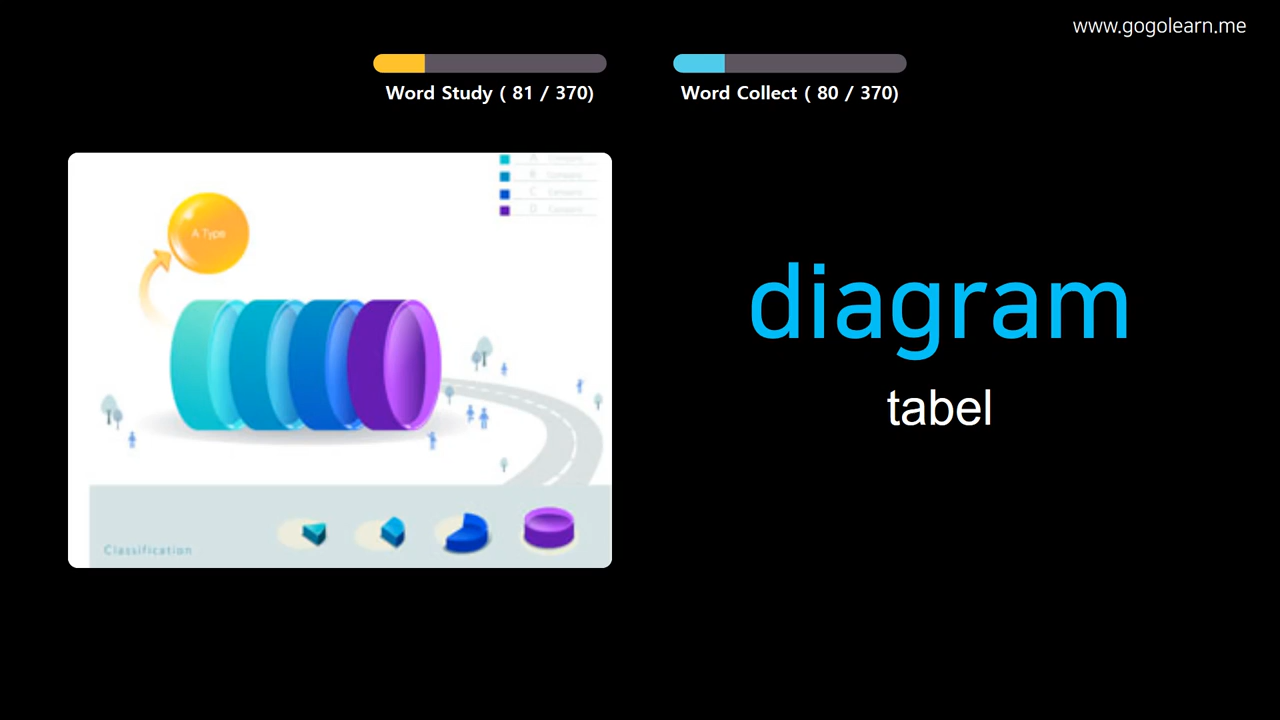 www.gogolearn.me
Word Study ( 81 / 370)
Word Collect ( 80 / 370)
A
B
C
D
A Type
diagram
tabel
Classification